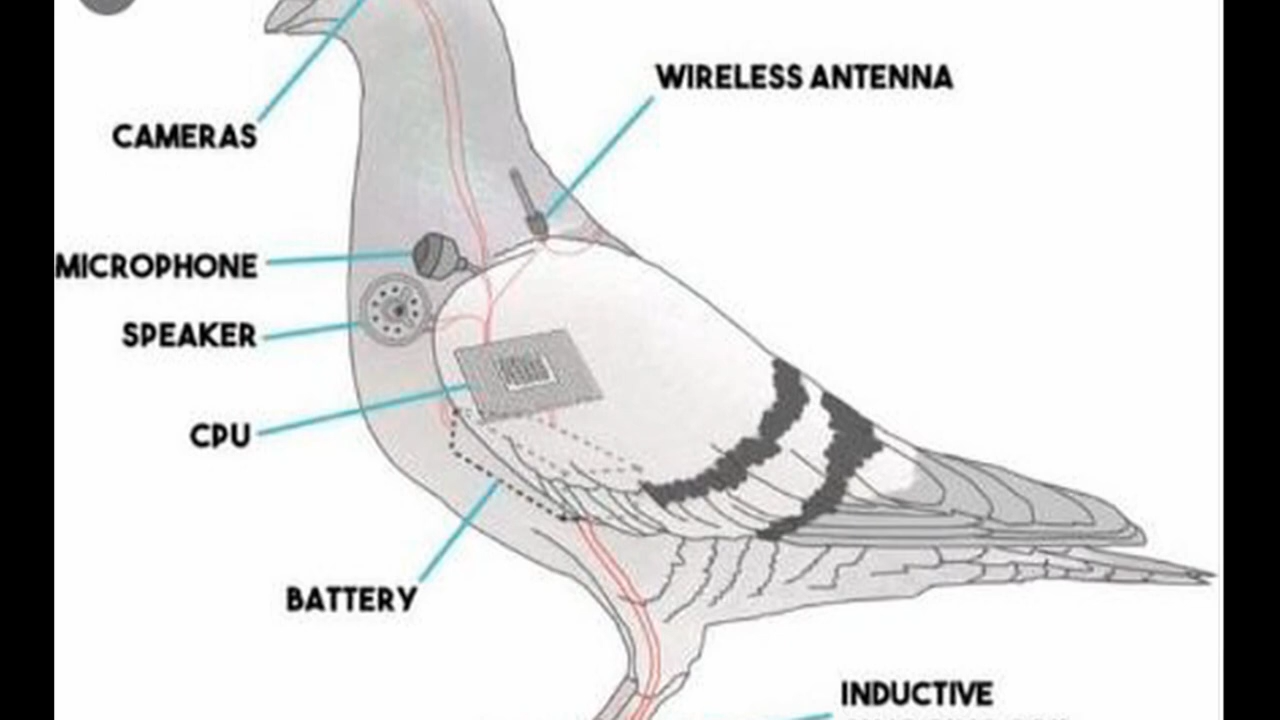 WIRELESS ANTENNA
CAMERAS
MICROPHONE
SPEAKER
CPU
BATTERY
INDUCTIVE